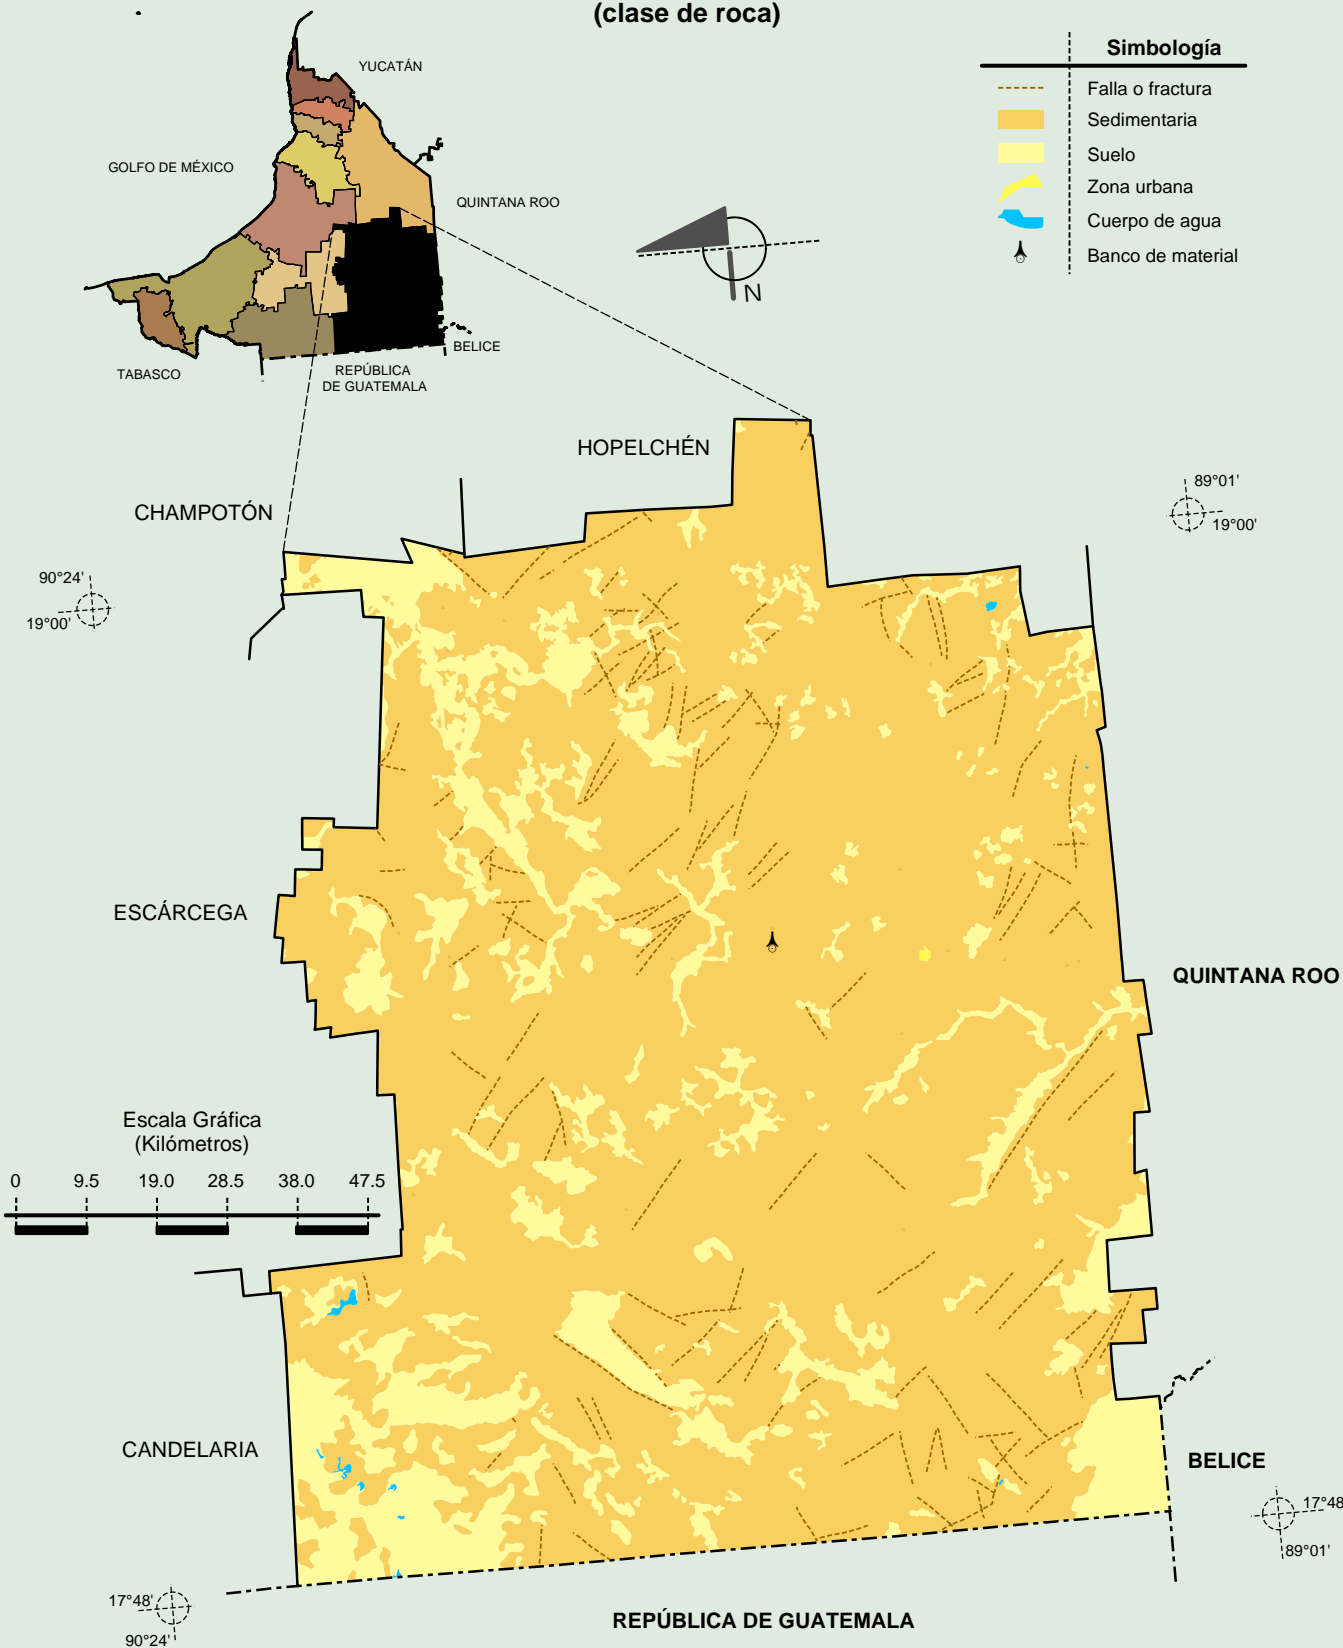 (clase de roca)
Simbología
Falla o fractura
Sedimentaria
Suelo
Zona urbana
Cuerpo de agua
Banco de material
YUCATÁN
GOLFO DE MÉXICO
QUINTANA ROO
BELICE
TABASCO
REPÚBLICA
DE GUATEMALA
N
HOPELCHÉN
CHAMPOTÓN
89°01'
19°00'
90°24'
19°00'
ESCÁRCEGA
QUINTANA ROO
Escala Gráfica
(Kilómetros)
0 9.5 19.0 28.5 38.0 47.5
CANDELARIA
BELICE
17°48
89°01'
17°48'
90°24'
REPÚBLICA DE GUATEMALA